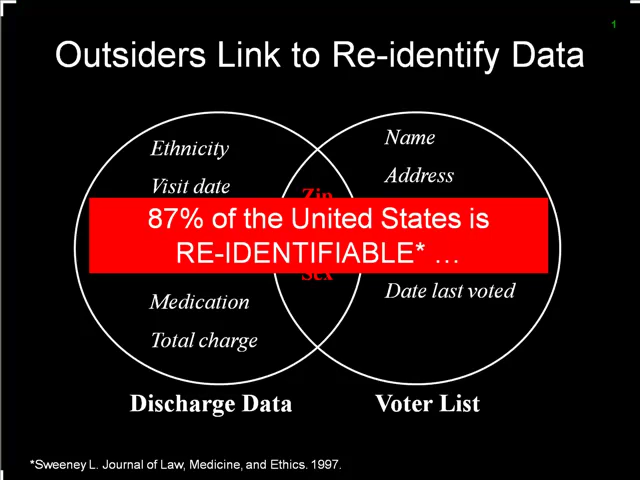 1
Outsiders Link to Re-identify Data
Ethnicity
Visit date
Zip
Name
Address
87% of the United States is
RE-IDENTIFIABLE* …
Sex
Medication
Total charge
Date last voted
Discharge Data
Voter List
*Sweeney L. Journal of Law, Medicine, and Ethics. 1997.